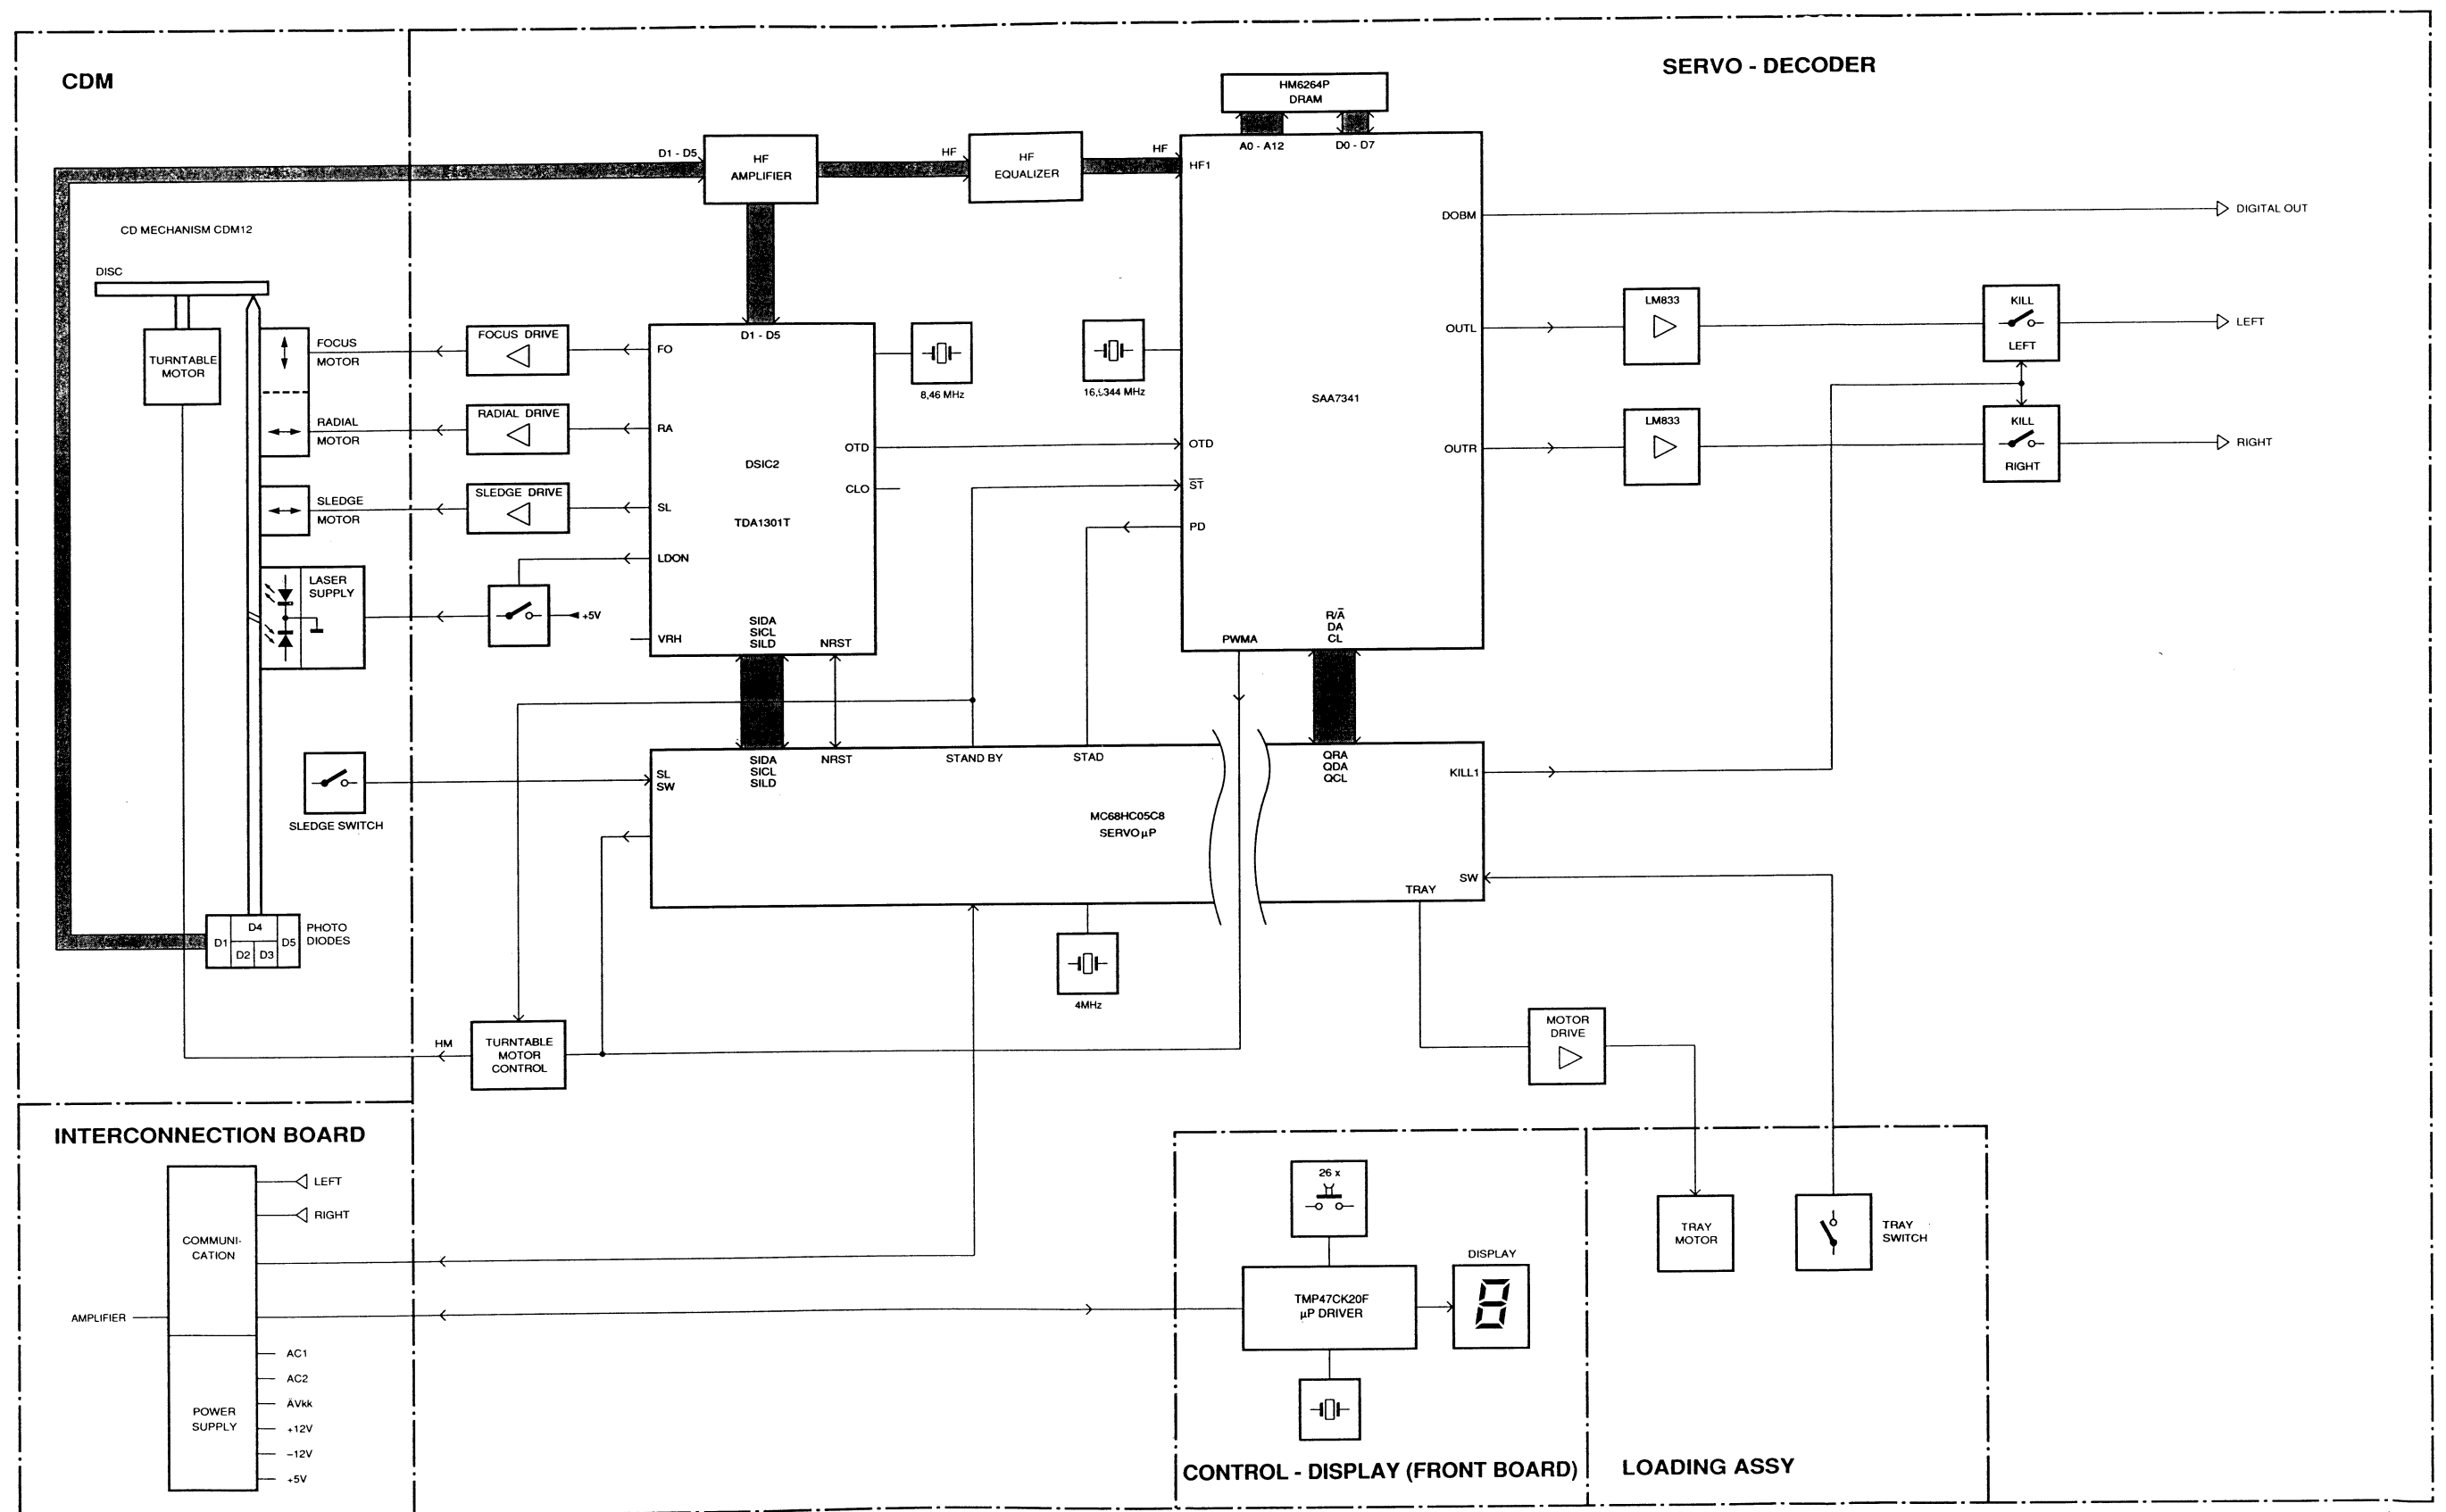 CDM
SERVO - DECODER
HM6264P
DRAM
A0 - A12
D0 - D7
D1 - D5
HF
AMPLIFIER
HF
HF
EQUALIZER
HF
HF1
DOBM
DIGITAL OUT
CD MECHANISM CDM12
DISC
TURNTABLE
MOTOR
FOCUS
MOTOR
FOCUS DRIVE
FO
D1 - D5
8,46 MHz
16,9344 MHz
SAA7341
OUTL
LM833
KILL
LEFT
LEFT
RADIAL
MOTOR
RADIAL DRIVE
RA
OTD
OTD
OUTR
LM833
KILL
RIGHT
RIGHT
DSIC2
SLEDGE
MOTOR
SLEDGE DRIVE
SL
TDA1301T
CLO
S̅T̅
PD
LASER
SUPPLY
LDON
+5V
VRH
SIDA
SICL
SILD
NRST
PWMA
R/A̅
DA
CL
SLEDGE SWITCH
SL
SW
SIDA
SICL
SILD
NRST
STAND BY
STAD
QRA
QDA
QCL
KILL1
MC68HC05C8
SERVO µP
TRAY
SW
D1
D4
D2
D3
D5
PHOTO
DIODES
4MHz
HM
TURNTABLE
MOTOR
CONTROL
MOTOR
DRIVE
INTERCONNECTION BOARD
LEFT
RIGHT
COMMUNI-
CATION
AMPLIFIER
POWER
SUPPLY
AC1
AC2
ÄVkk
+12V
–12V
+5V
26 x
DISPLAY
TMP47CK20F
µP DRIVER
CONTROL - DISPLAY (FRONT BOARD)
TRAY
MOTOR
TRAY
SWITCH
LOADING ASSY